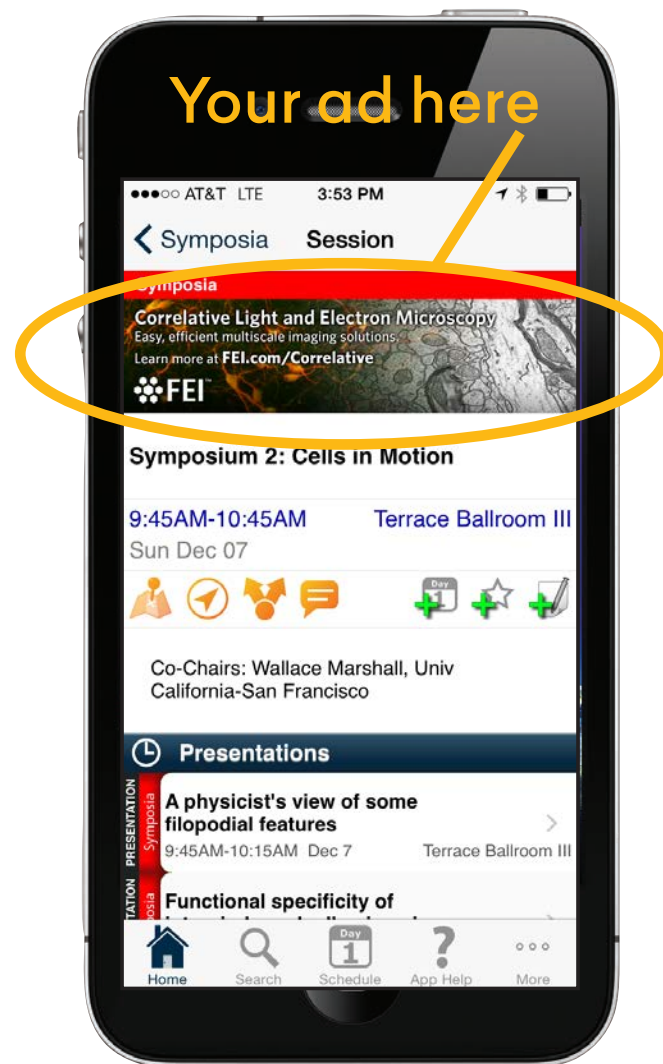 Your ad here
AT&T LTE 3:53 PM
Symposia Session
Symposia
Correlative Light and Electron Microscopy
Easy, efficient multiscale imaging solutions.
Learn more at FEI.com/Correlative
FEI™
Symposium 2: Cells in Motion
9:45AM-10:45AM Terrace Ballroom III
Sun Dec 07
Day
1
Co-Chairs: Wallace Marshall, Univ
California-San Francisco
Presentations
PRESENTATION
Symposia
A physicist's view of some
filopodial features
9:45AM-10:15AM Dec 7 Terrace Ballroom III
Functional specificity of
Day
1
?
Home Search Schedule App Help More